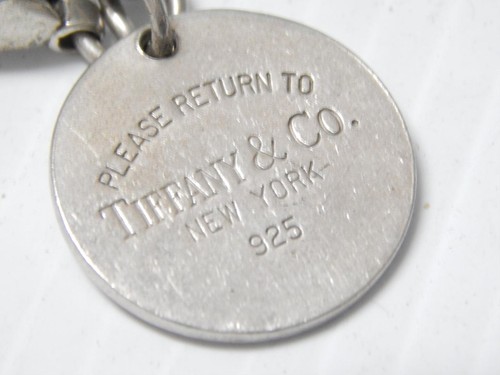 PLEASE RETURN TO
TIFFANY & CO.
NEW YORK
925